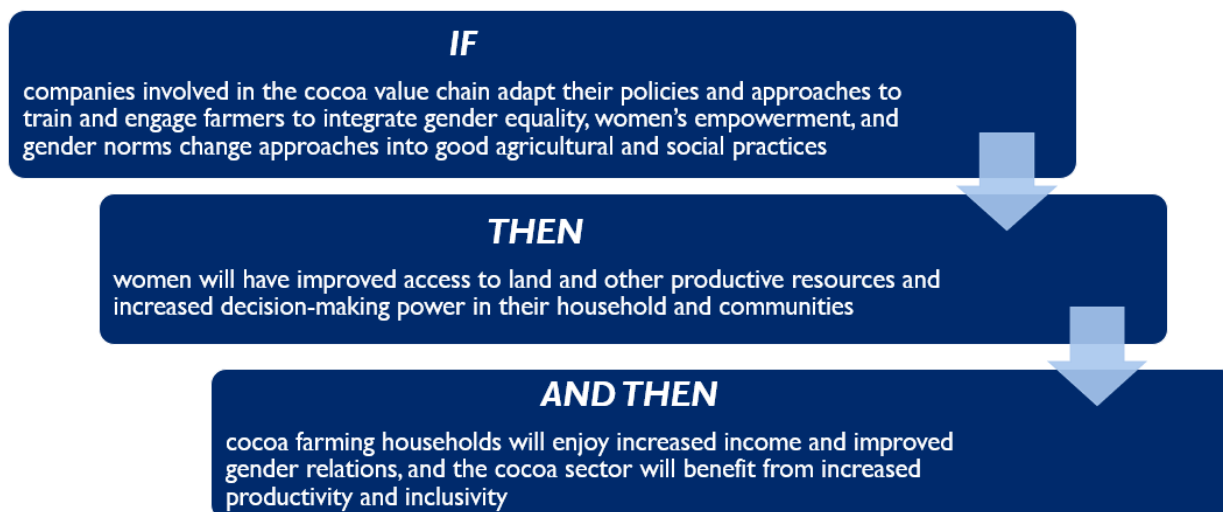 IF
companies involved in the cocoa value chain adapt their policies and approaches to
train and engage farmers to integrate gender equality, women’s empowerment, and
gender norms change approaches into good agricultural and social practices
THEN
women will have improved access to land and other productive resources and
increased decision-making power in their household and communities
AND THEN
cocoa farming households will enjoy increased income and improved
gender relations, and the cocoa sector will benefit from increased
productivity and inclusivity